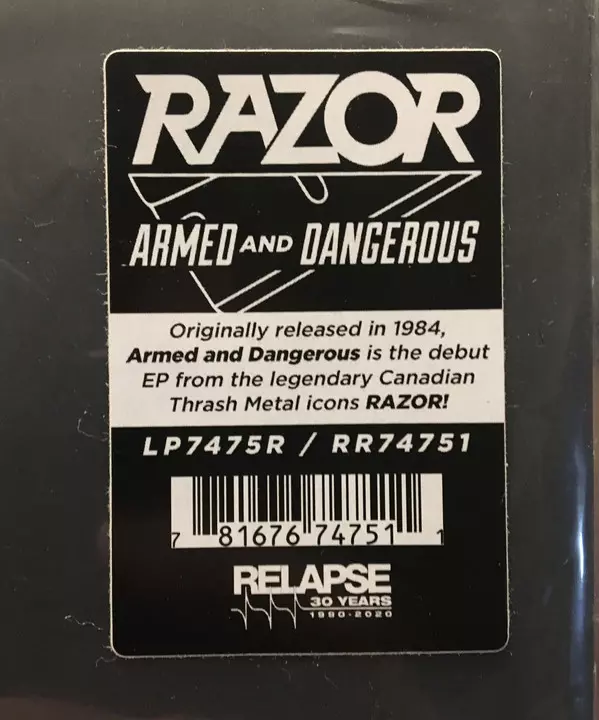 RAZOR
ARMED AND DANGEROUS
Originally released in 1984,
Armed and Dangerous is the debut
EP from the legendary Canadian
Thrash Metal icons RAZOR!
LP7475R / RR74751
7 81676 74751 1
RELAPSE
30 YEARS
1990-2020